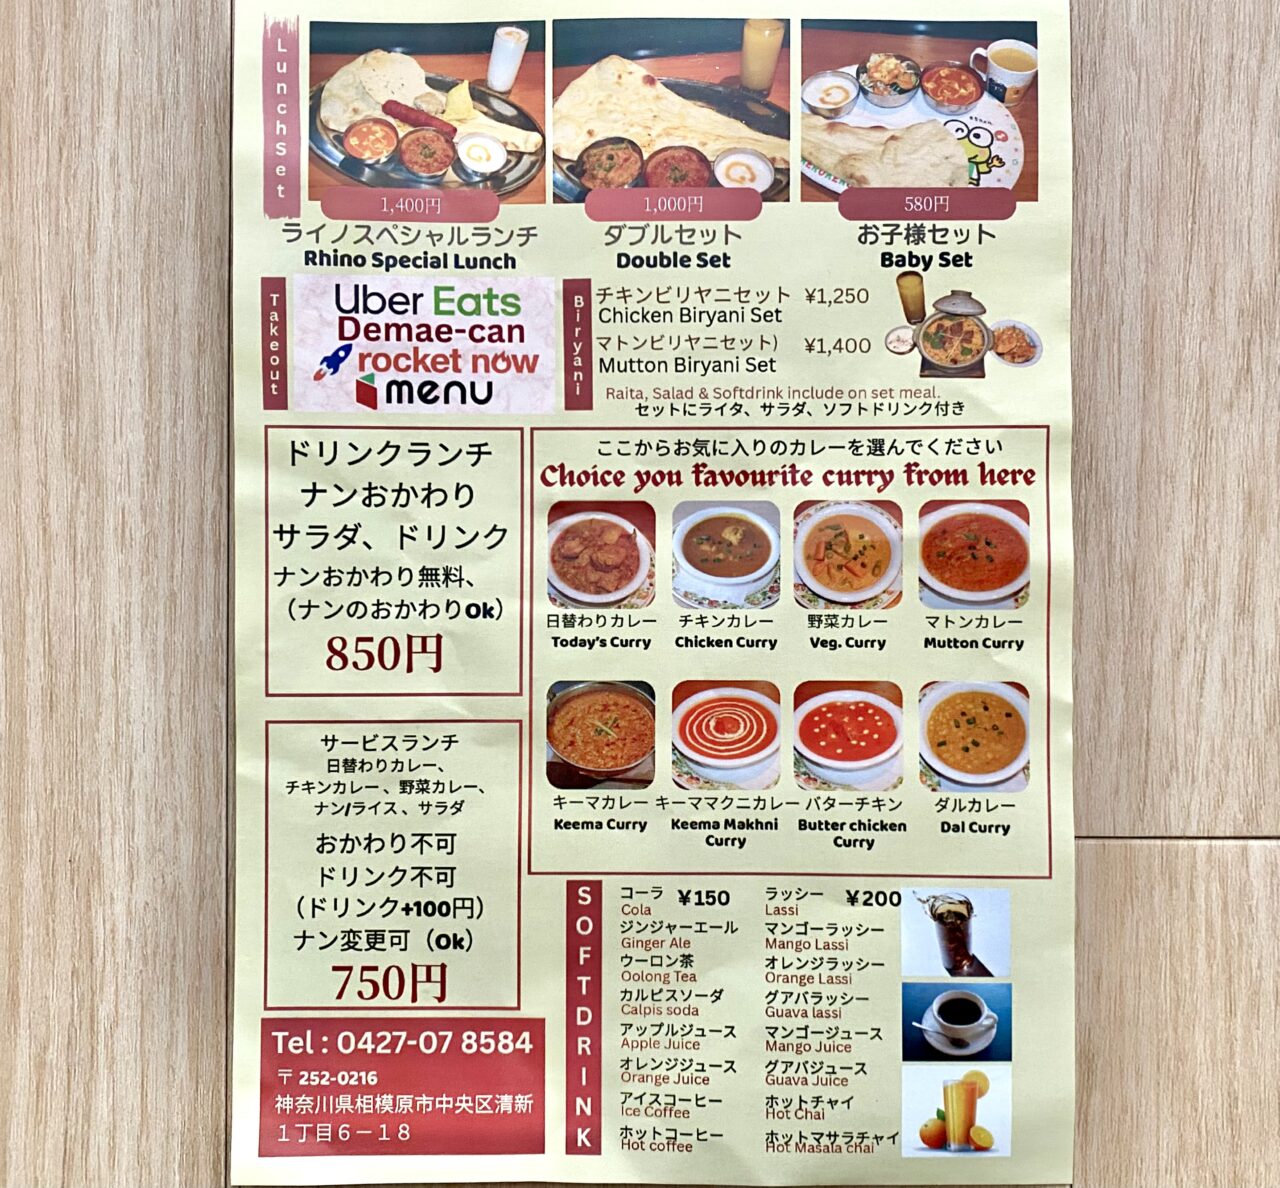 LunchSet
1,400円
ライノスペシャルランチ
Rhino Special Lunch
1,000円
ダブルセット
Double Set
580円
お子様セット
Baby Set
Takeout
Uber Eats
Demae-can
rocket now
menu
Biryani
チキンビリヤニセット ¥1,250
Chicken Biryani Set
マトンビリヤニセット) ¥1,400
Mutton Biryani Set
Raita, Salad & Softdrink include on set meal.
セットにライタ、サラダ、ソフトドリンク付き
ドリンクランチ
ナンおかわり
サラダ、ドリンク
ナンおかわり無料、
（ナンのおかわりOk）
850円
ここからお気に入りのカレーを選んでください
Choice you favourite curry from here
日替わりカレー
Today's Curry
チキンカレー
Chicken Curry
野菜カレー
Veg. Curry
マトンカレー
Mutton Curry
キーマカレー
Keema Curry
キーママクニカレー
Keema Makhni
Curry
バターチキン
Butter chicken
Curry
ダルカレー
Dal Curry
サービスランチ
日替わりカレー、
チキンカレー 、野菜カレー、
ナン/ライス 、サラダ
おかわり不可
ドリンク不可
（ドリンク+100円）
ナン変更可（Ok）
750円
Tel : 0427-07 8584
〒 252-0216
神奈川県相模原市中央区清新
１丁目６－１８
SOFTDRINK
コーラ ¥150
Cola
ジンジャーエール
Ginger Ale
ウーロン茶
Oolong Tea
カルピスソーダ
Calpis soda
アップルジュース
Apple Juice
オレンジジュース
Orange Juice
アイスコーヒー
Ice Coffee
ホットコーヒー
Hot coffee
ラッシー ¥200
Lassi
マンゴーラッシー
Mango Lassi
オレンジラッシー
Orange Lassi
グアバラッシー
Guava lassi
マンゴージュース
Mango Juice
グアバジュース
Guava Juice
ホットチャイ
Hot Chai
ホットマサラチャイ
Hot Masala chai